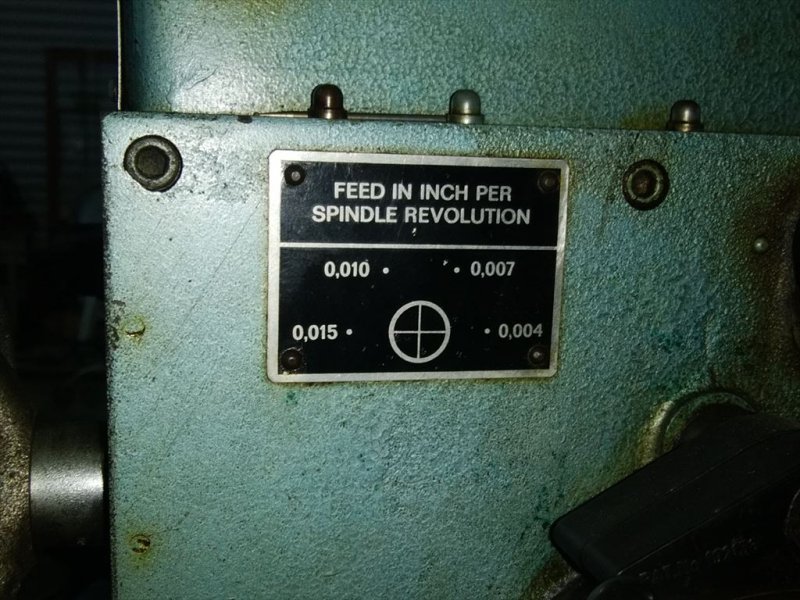 FEED IN INCH PER
SPINDLE REVOLUTION
0,010 • • 0,007
0,015 • • 0,004